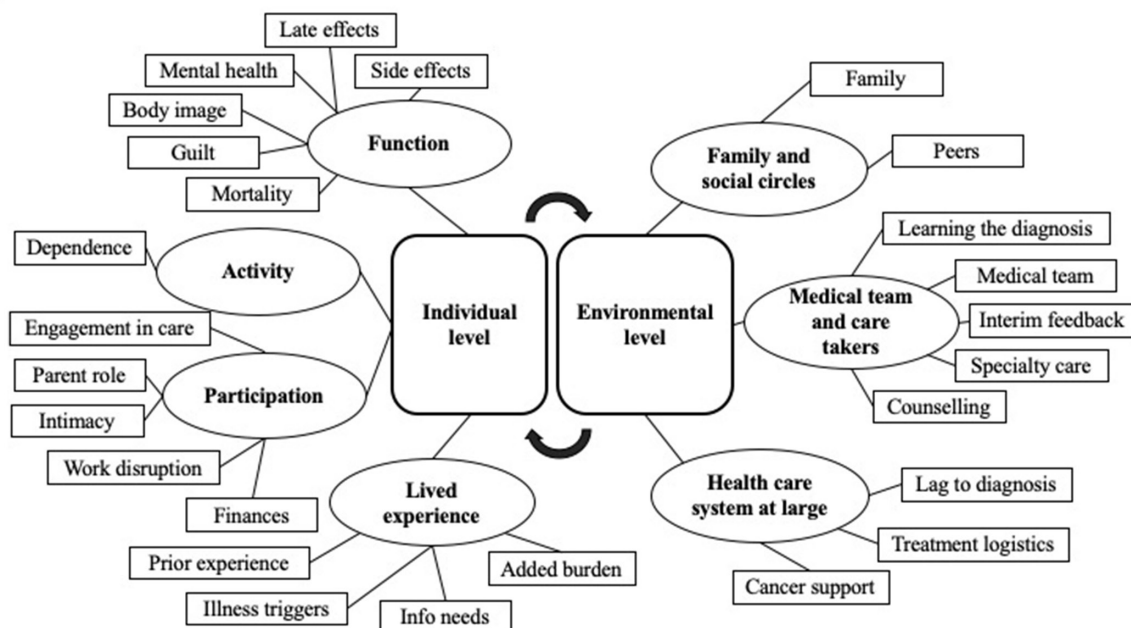 Late effects
Mental health
Side effects
Body image
Function
Guilt
Mortality
Dependence
Activity
Engagement in care
Parent role
Participation
Intimacy
Work disruption
Finances
Lived
experience
Prior experience
Added burden
Illness triggers
Info needs
Individual
level
Environmental
level
Family
Family and
social circles
Peers
Learning the diagnosis
Medical team
Medical team
and care
takers
Interim feedback
Specialty care
Counselling
Health care
system at large
Lag to diagnosis
Treatment logistics
Cancer support